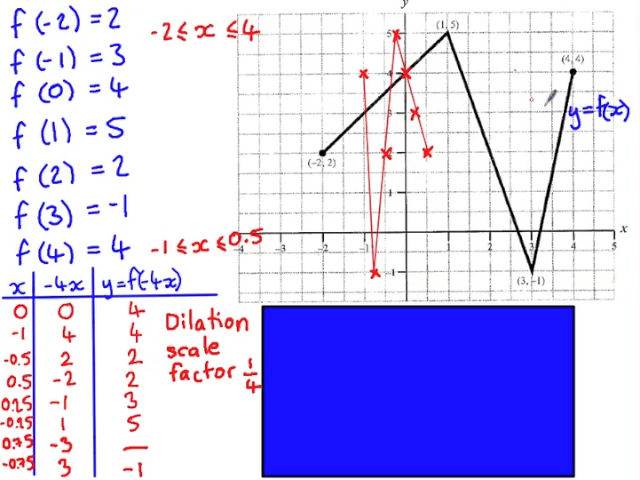 f(-2) = 2
f(-1) = 3
f(0) = 4
f(1) = 5
f(2) = 2
f(3) = -1
f(4) = 4
-2 ≤ x ≤ 4
-1 ≤ x ≤ 0.5
y
(1, 5)
(4, 4)
(-2, 2)
(3, -1)
y=f(x)
x
5
4
3
1
-1
-4 -3 -2 -1 1 2 3 4 5
x -4x y=f(-4x)
0 0 4
-1 4 4
-0.5 2 2
0.5 -2 2
0.25 -1 3
-0.25 1 5
0.75 -3 —
-0.75 3 -1
Dilation
scale
factor 1/4